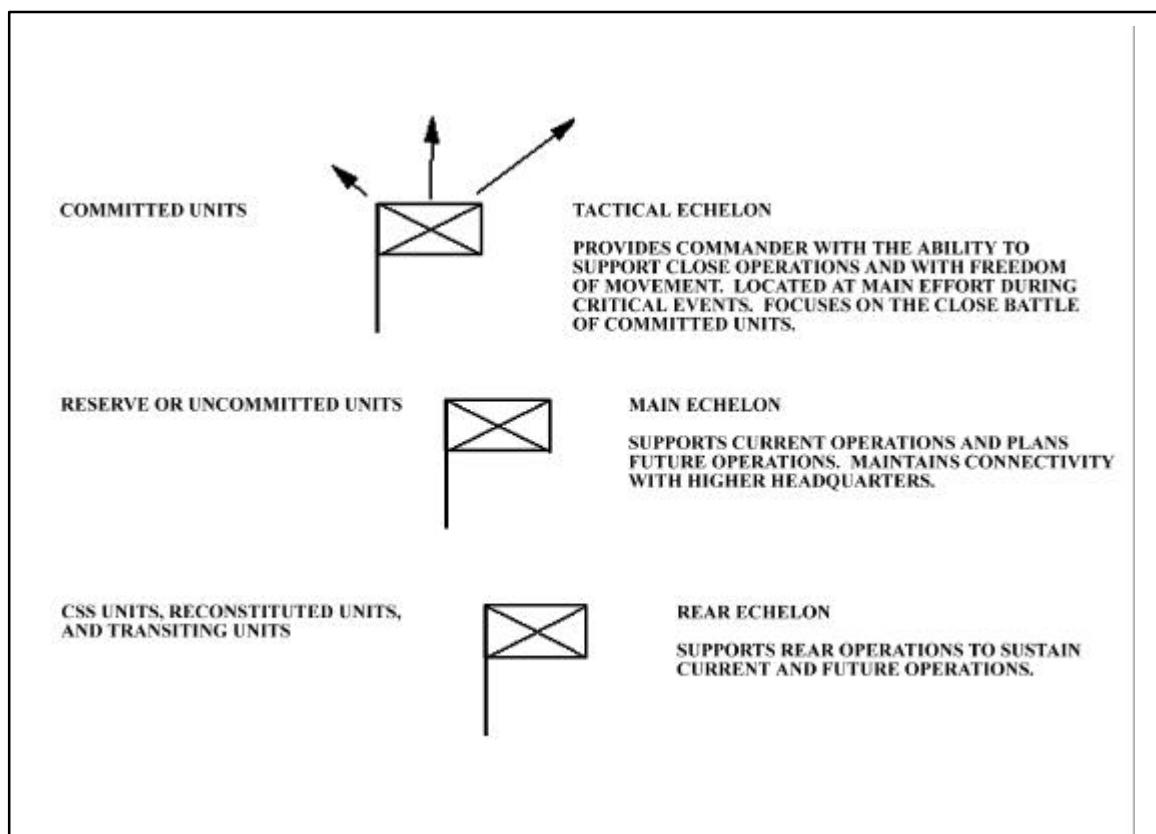 COMMITTED UNITS
TACTICAL ECHELON
PROVIDES COMMANDER WITH THE ABILITY TO
SUPPORT CLOSE OPERATIONS AND WITH FREEDOM
OF MOVEMENT. LOCATED AT MAIN EFFORT DURING
CRITICAL EVENTS. FOCUSES ON THE CLOSE BATTLE
OF COMMITTED UNITS.
RESERVE OR UNCOMMITTED UNITS
MAIN ECHELON
SUPPORTS CURRENT OPERATIONS AND PLANS
FUTURE OPERATIONS. MAINTAINS CONNECTIVITY
WITH HIGHER HEADQUARTERS.
CSS UNITS, RECONSTITUTED UNITS,
AND TRANSITING UNITS
REAR ECHELON
SUPPORTS REAR OPERATIONS TO SUSTAIN
CURRENT AND FUTURE OPERATIONS.